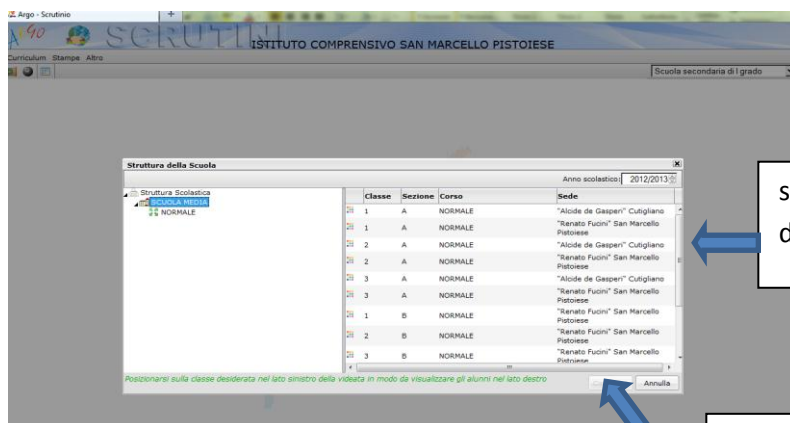 Argo - Scrutinio
SCRUTINI
ISTITUTO COMPRENSIVO SAN MARCELLO PISTOIESE
Curriculum Stampe Altro
Scuola secondaria di I grado
Struttura della Scuola
Anno scolastico: 2012/2013
Struttura Scolastica
SCUOLA MEDIA
NORMALE
Classe Sezione Corso Sede
1 A NORMALE "Alcide de Gasperi" Cutigliano
1 A NORMALE "Renato Fucini" San Marcello
Pistoiese
2 A NORMALE "Alcide de Gasperi" Cutigliano
2 A NORMALE "Renato Fucini" San Marcello
Pistoiese
3 A NORMALE "Alcide de Gasperi" Cutigliano
3 A NORMALE "Renato Fucini" San Marcello
Pistoiese
1 B NORMALE "Renato Fucini" San Marcello
Pistoiese
2 B NORMALE "Renato Fucini" San Marcello
Pistoiese
3 B NORMALE "Renato Fucini" San Marcello
Pistoiese
Posizionarsi sulla classe desiderata nel lato sinistro della videata in modo da visualizzare gli alunni nel lato destro
Annulla
s
d